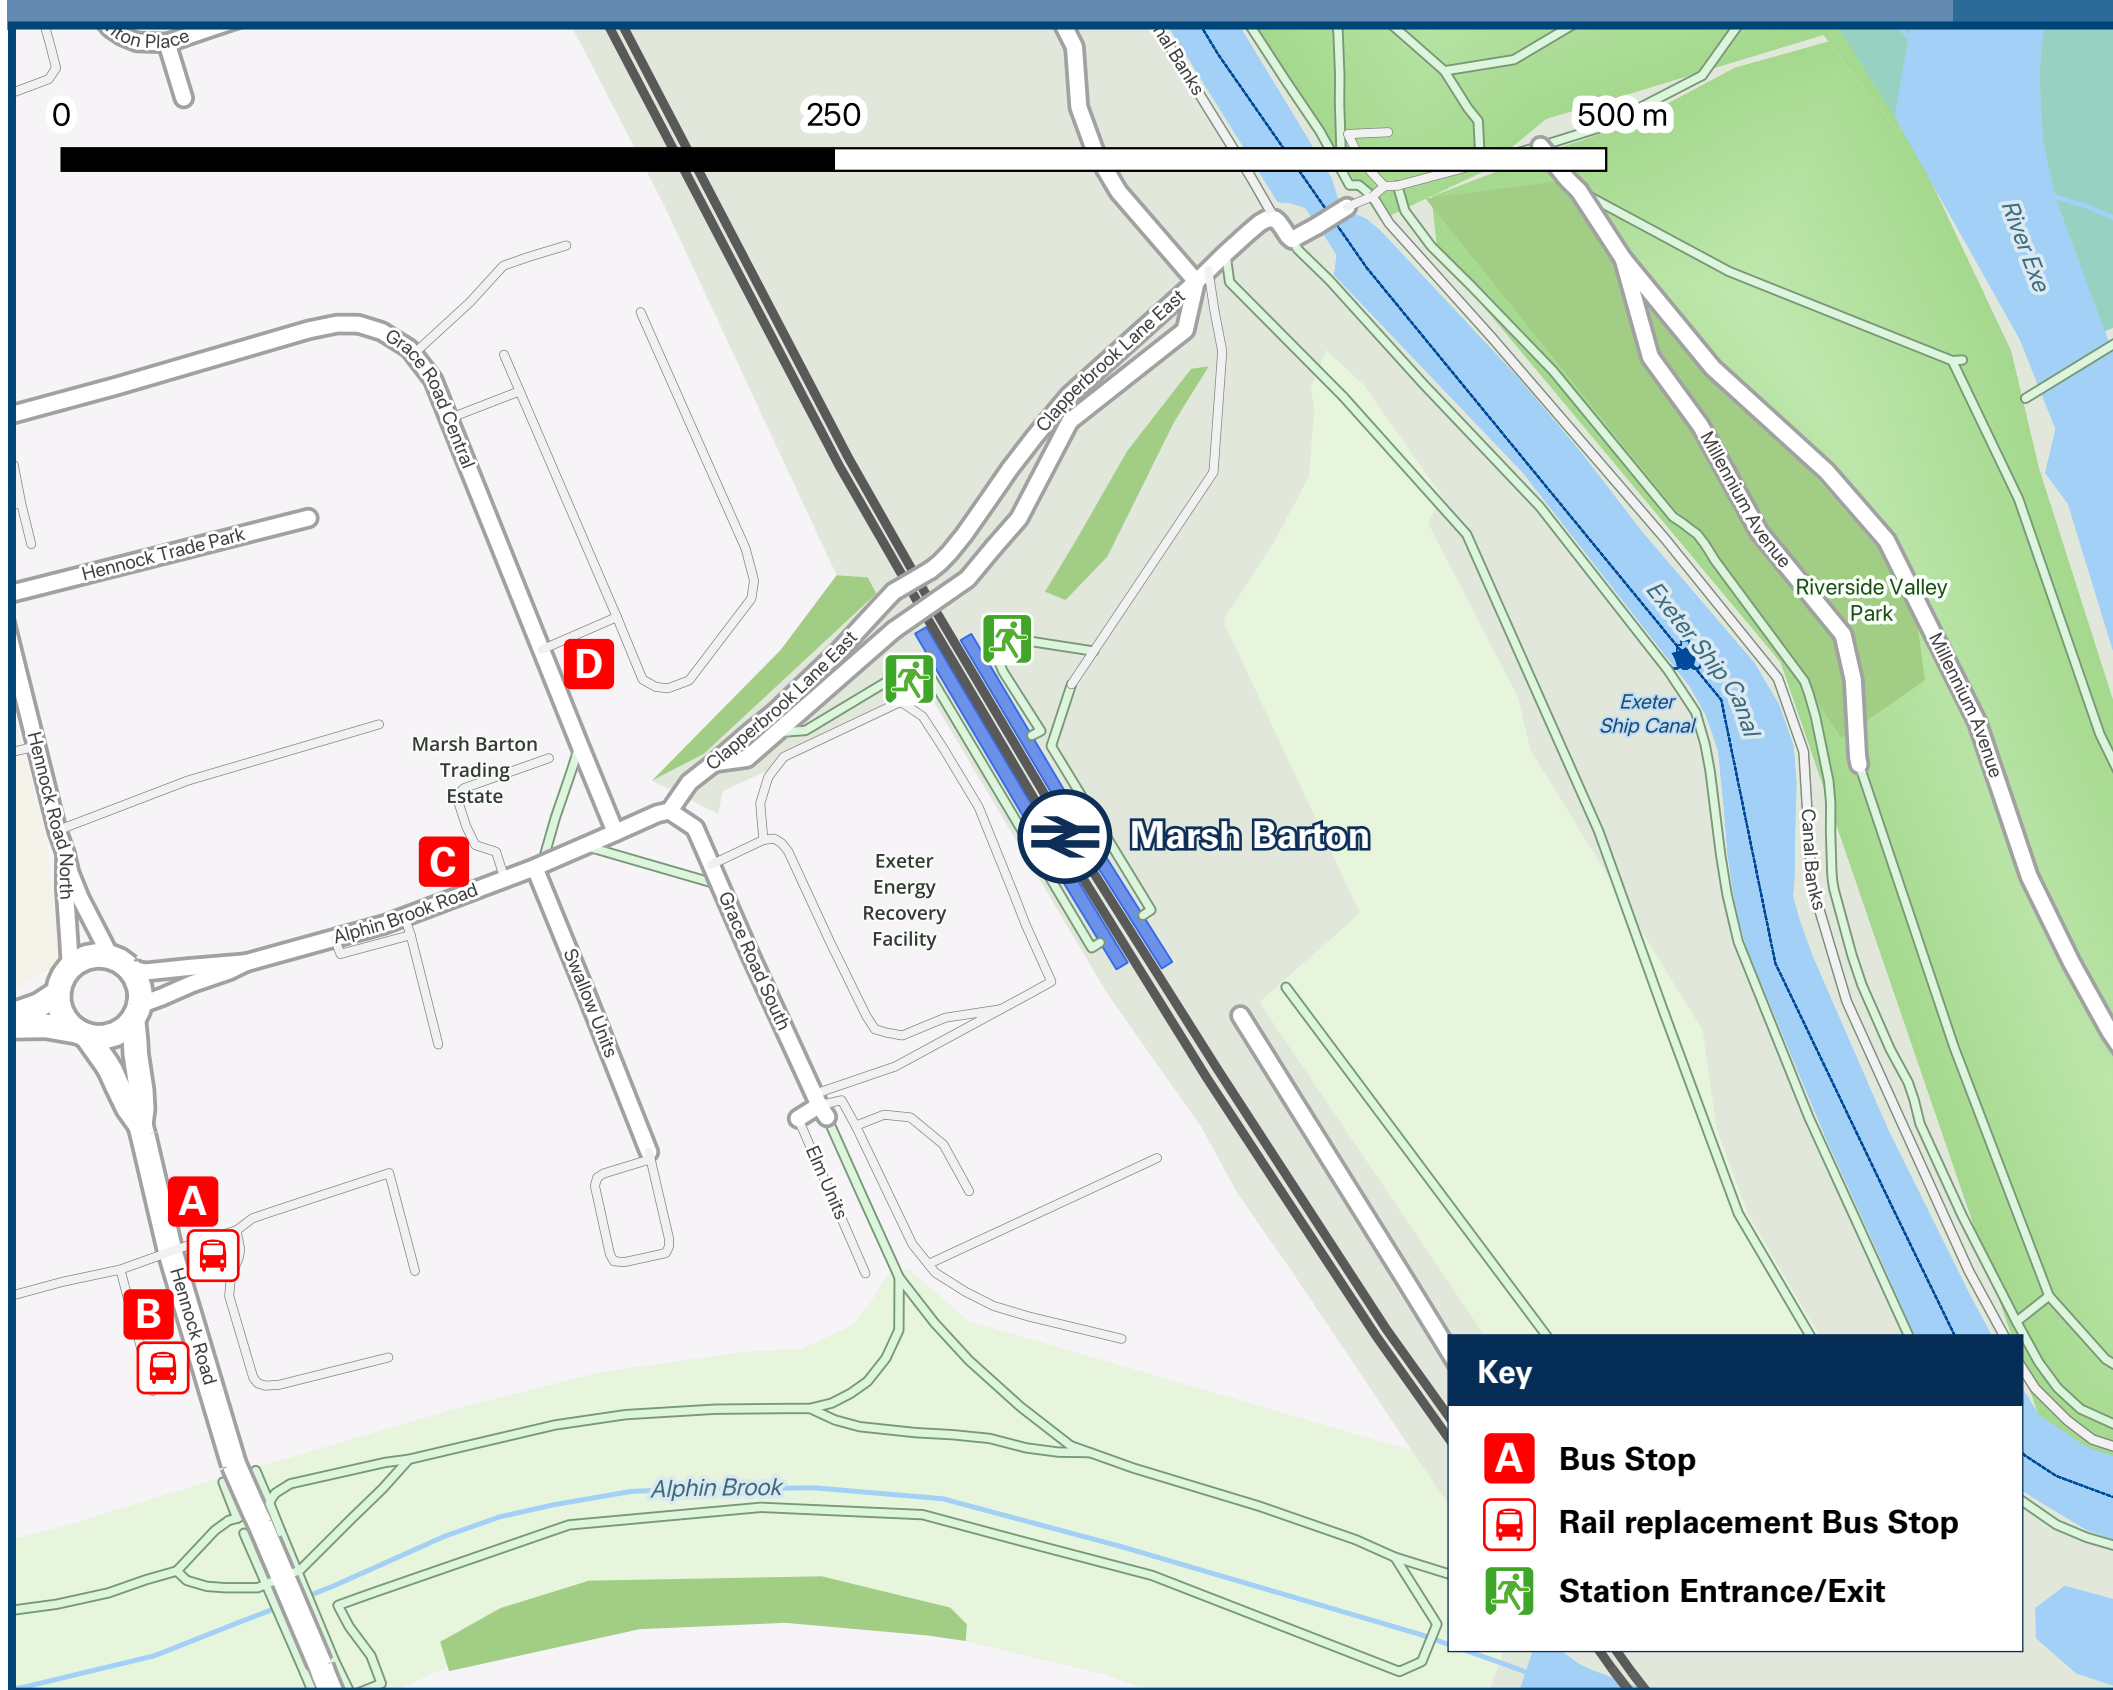 Canal Banks
0
250
500 m
River Exe
Clapperbrook Lane East
Grace Road Central
Millennium Avenue
Hennock Trade Park
Riverside Valley
Park
Exeter Ship Canal
Clapperbrook Lane East
D
Millennium Avenue
Exeter
Ship Canal
Hennock Road North
Marsh Barton
Trading
Estate
Marsh Barton
C
Canal Banks
Exeter
Energy
Recovery
Facility
Alphin Brook Road
Grace Road South
Swallow Units
Elm Units
A
Hennock Road
B
Key
A Bus Stop
Rail replacement Bus Stop
Station Entrance/Exit
Alphin Brook